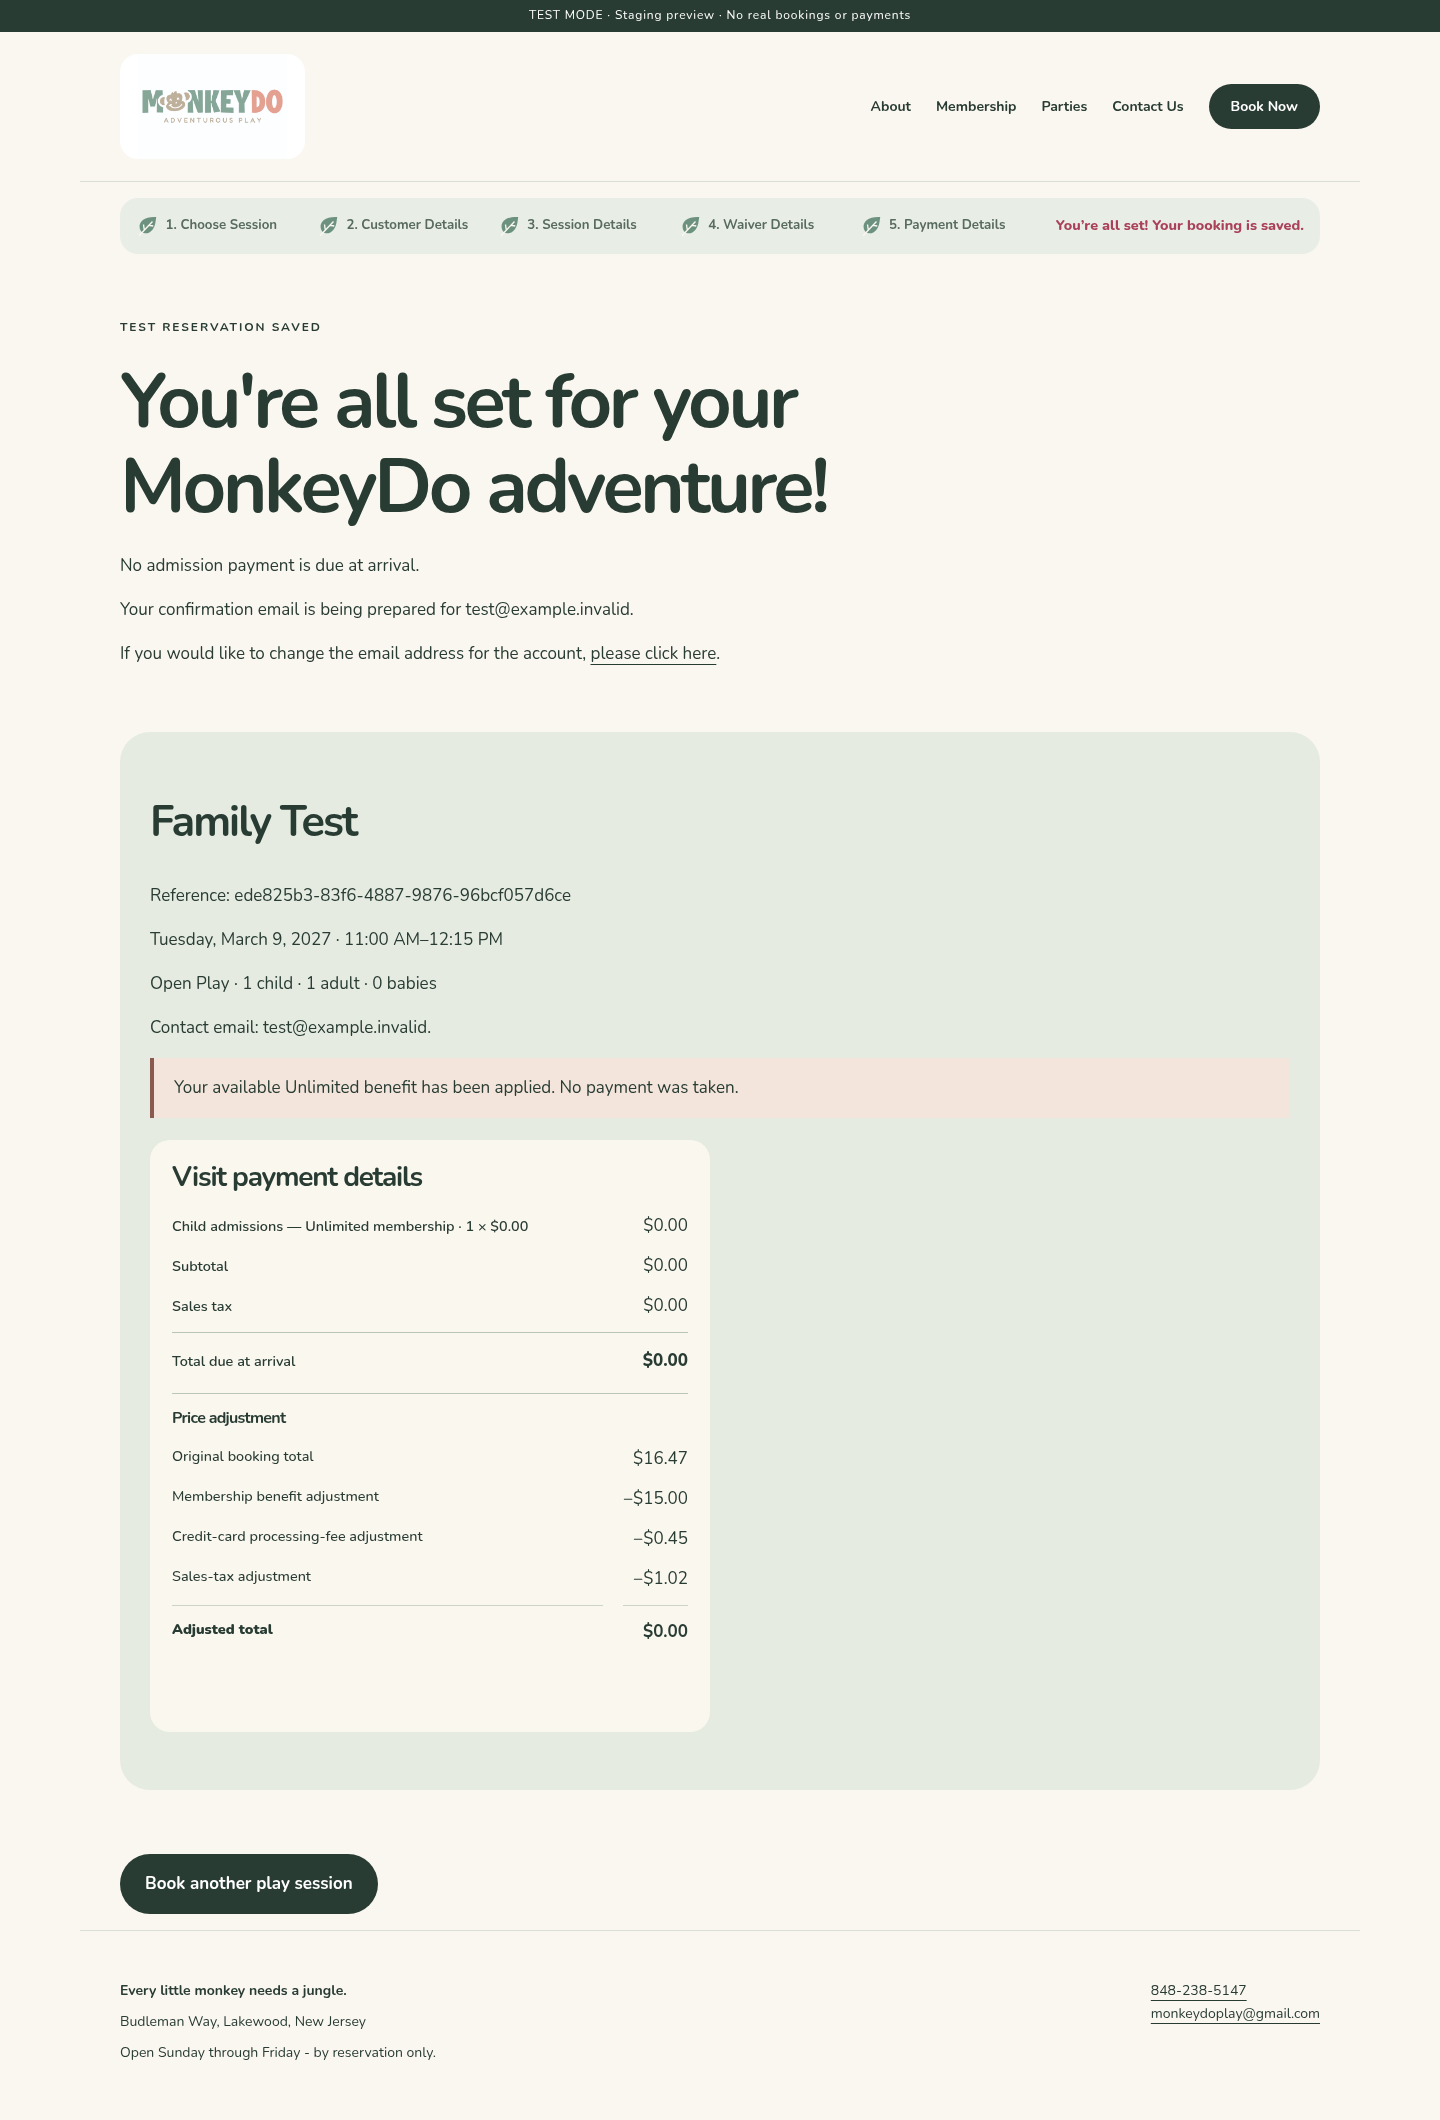 TEST MODE · Staging preview · No real bookings or payments
MONKEYDO
ADVENTUROUS PLAY
About Membership Parties Contact Us Book Now
1. Choose Session 2. Customer Details 3. Session Details 4. Waiver Details 5. Payment Details You're all set! Your booking is saved.
TEST RESERVATION SAVED
You're all set for your
MonkeyDo adventure!
No admission payment is due at arrival.
Your confirmation email is being prepared for test@example.invalid.
If you would like to change the email address for the account, please click here.
Family Test
Reference: ede825b3-83f6-4887-9876-96bcf057d6ce
Tuesday, March 9, 2027 · 11:00 AM–12:15 PM
Open Play · 1 child · 1 adult · 0 babies
Contact email: test@example.invalid.
Your available Unlimited benefit has been applied. No payment was taken.
Visit payment details
Child admissions — Unlimited membership · 1 × $0.00 $0.00
Subtotal $0.00
Sales tax $0.00
Total due at arrival $0.00
Price adjustment
Original booking total $16.47
Membership benefit adjustment –$15.00
Credit-card processing-fee adjustment –$0.45
Sales-tax adjustment –$1.02
Adjusted total $0.00
Book another play session
Every little monkey needs a jungle.
Budleman Way, Lakewood, New Jersey
Open Sunday through Friday - by reservation only.
848-238-5147
monkeydoplay@gmail.com